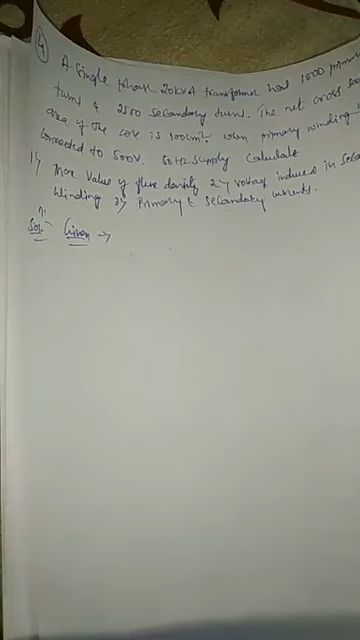 4)
A single phase 20KVA transformer has 1000 primary
turns & 2500 secondary turns. The net cross
area of the core is 100cm². when primary winding
connected to 500V. 50HZ supply Calculate
1) Max value of flux density 2) voltage induced in
winding 3) Primary & Secondary currents.
Sol:- Given →